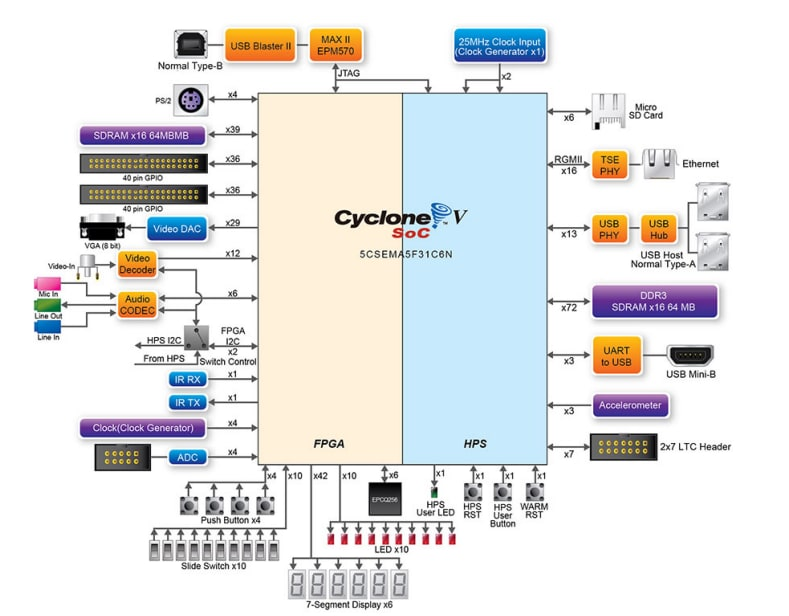 Normal Type-B
USB Blaster II
MAX II
EPM570
JTAG
25MHz Clock Input
(Clock Generator x1)
x2
PS/2
x4
SDRAM x16 64MBMB
x39
x36
40 pin GPIO
x36
40 pin GPIO
VGA (8 bit)
Video DAC
x29
Video-In
Video
Decoder
x12
Mic In
Line Out
Line In
Audio
CODEC
x6
HPS I2C
From HPS
FPGA
I2C
x2
Switch Control
IR RX
x1
IR TX
x1
Clock(Clock Generator)
x4
ADC
x4
Cyclone V
SoC
5CSEMA5F31C6N
FPGA
HPS
x6
Micro
SD Card
RGMII
x16
TSE
PHY
Ethernet
x13
USB
PHY
USB
Hub
USB Host
Normal Type-A
x72
DDR3
SDRAM x16 64 MB
x3
UART
to USB
USB Mini-B
x3
Accelerometer
x7
2x7 LTC Header
x4
Push Button x4
x10
Slide Switch x10
x42
7-Segment Display x6
x10
LED x10
x6
EPCQ256
x1
HPS
User LED
x1
HPS
RST
x1
HPS
User
Button
x1
WARM
RST